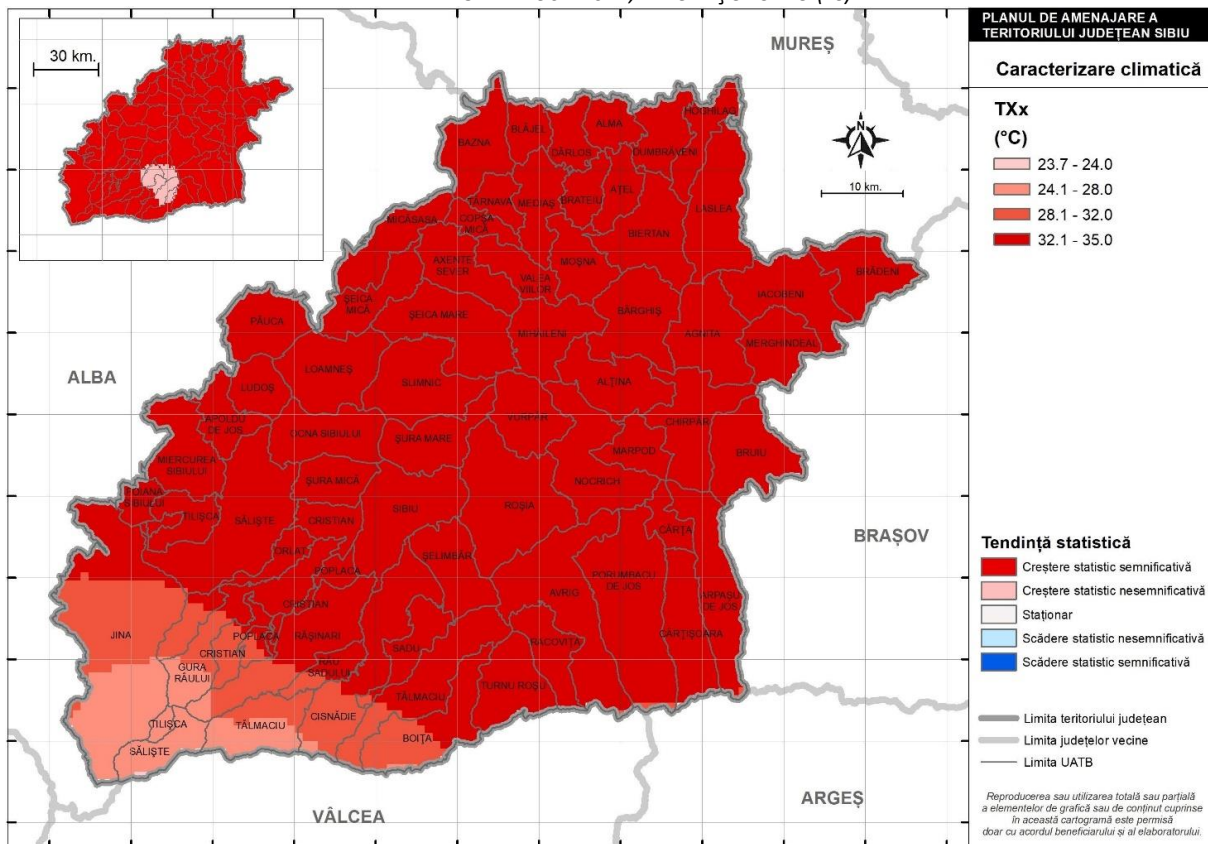 PLANUL DE AMENAJARE A
TERITORIULUI JUDEȚEAN SIBIU
Caracterizare climatică
TXx
(°C)
23.7 - 24.0
24.1 - 28.0
28.1 - 32.0
32.1 - 35.0
Tendință statistică
Creștere statistic semnificativă
Creștere statistic nesemnificativă
Staționar
Scădere statistic nesemnificativă
Scădere statistic semnificativă
Limita teritoriului județean
Limita județelor vecine
Limita UATB
Reproducerea sau utilizarea totală sau parțială
a elementelor de grafică sau de conținut cuprinse
în această cartogramă este permisă
doar cu acordul beneficiarului și al elaboratorului.
30 km.
MUREȘ
N
10 km.
HOGHILAG
BLĂJEL
ALMA
BAZNA
DÂRLOS
DUMBRĂVENI
AȚEL
TÂRNAVA
MEDIAȘ
BRATEIU
LASLEA
MICĂSASA
COPȘA
MICĂ
BIERTAN
AXENTE
SEVER
MOȘNA
BRĂDENI
VALEA
VIILOR
IACOBENI
ȘEICA
MICĂ
ȘEICA MARE
BÂRGHIȘ
PĂUCA
MIHĂILENI
AGNITA
MERGHINDEAL
ALBA
LOAMNEȘ
LUDOȘ
ALȚINA
APOLDU
DE JOS
VURPĂR
CHIRPĂR
OCNA SIBIULUI
ȘURA MARE
MARPOD
BRUIU
MIERCUREA
SIBIULUI
ȘURA MICĂ
NOCRICH
POIANA
SIBIULUI
TILIȘCA
SĂLIȘTE
CRISTIAN
SIBIU
ROȘIA
CÂRȚA
BRAȘOV
ORLAT
ȘELIMBĂR
POPLACA
PORUMBACU
DE JOS
AVRIG
ARPAȘU
DE JOS
CRISTIAN
JINA
POPLACA
RĂȘINARI
RACOVIȚA
CÂRȚIȘOARA
SADU
CRISTIAN
GURA
RÂULUI
RÂU
SADULUI
TURNU ROȘU
TĂLMACIU
CISNĂDIE
TILIȘCA
TĂLMACIU
BOIȚA
SĂLIȘTE
ARGEȘ
VÂLCEA